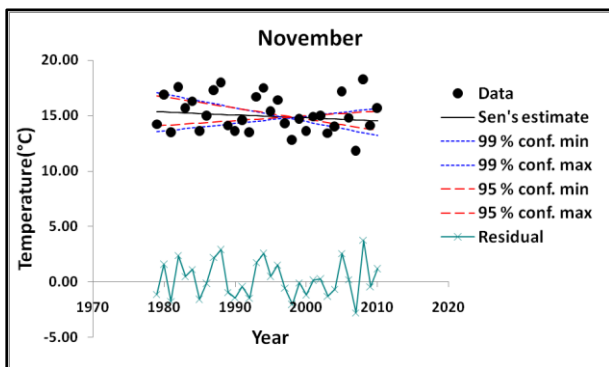 November
20.00
15.00
10.00
5.00
0.00
-5.00
Temperature(°C)
1970
1980
1990
2000
2010
2020
Year
Data
Sen's estimate
99 % conf. min
99 % conf. max
95 % conf. min
95 % conf. max
Residual